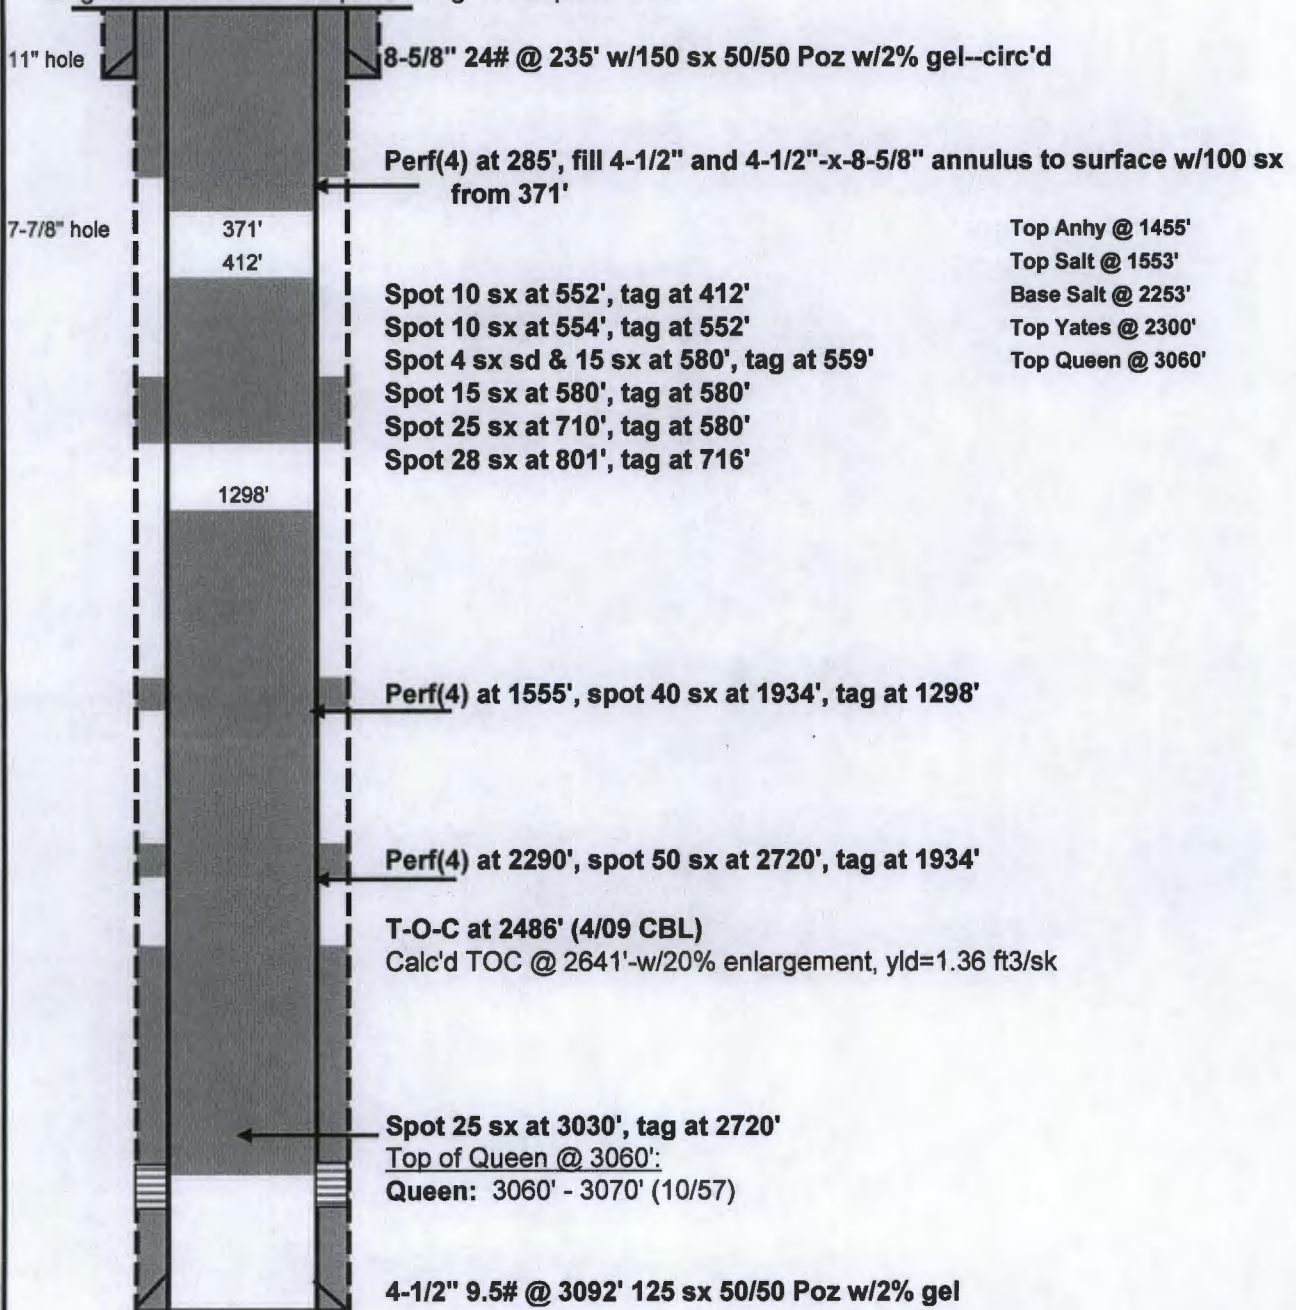 11" hole
8-5/8" 24# @ 235' w/150 sx 50/50 Poz w/2% gel--circ'd
Perf(4) at 285', fill 4-1/2" and 4-1/2"-x-8-5/8" annulus to surface w/100 sx
from 371'
7-7/8" hole
371'
412'
Top Anhy @ 1455'
Top Salt @ 1553'
Base Salt @ 2253'
Top Yates @ 2300'
Top Queen @ 3060'
Spot 10 sx at 552', tag at 412'
Spot 10 sx at 554', tag at 552'
Spot 4 sx sd & 15 sx at 580', tag at 559'
Spot 15 sx at 580', tag at 580'
Spot 25 sx at 710', tag at 580'
Spot 28 sx at 801', tag at 716'
1298'
Perf(4) at 1555', spot 40 sx at 1934', tag at 1298'
Perf(4) at 2290', spot 50 sx at 2720', tag at 1934'
T-O-C at 2486' (4/09 CBL)
Calc'd TOC @ 2641'-w/20% enlargement, yld=1.36 ft3/sk
Spot 25 sx at 3030', tag at 2720'
Top of Queen @ 3060':
Queen: 3060' - 3070' (10/57)
4-1/2" 9.5# @ 3092' 125 sx 50/50 Poz w/2% gel